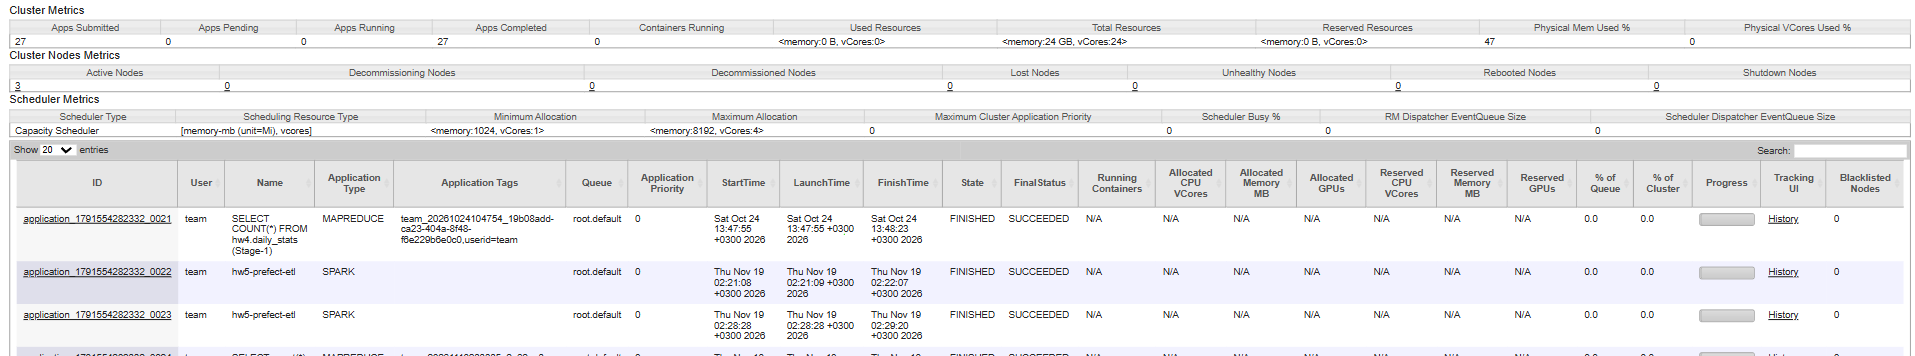 Cluster Metrics
Apps Submitted Apps Pending Apps Running Apps Completed Containers Running Used Resources Total Resources Reserved Resources Physical Mem Used % Physical VCores Used %
27 0 0 27 0 <memory:0 B, vCores:0> <memory:24 GB, vCores:24> <memory:0 B, vCores:0> 47 0
Cluster Nodes Metrics
Active Nodes Decommissioning Nodes Decommissioned Nodes Lost Nodes Unhealthy Nodes Rebooted Nodes Shutdown Nodes
3 0 0 0 0 0 0
Scheduler Metrics
Scheduler Type Scheduling Resource Type Minimum Allocation Maximum Allocation Maximum Cluster Application Priority Scheduler Busy % RM Dispatcher EventQueue Size Scheduler Dispatcher EventQueue Size
Capacity Scheduler [memory-mb (unit=Mi), vcores] <memory:1024, vCores:1> <memory:8192, vCores:4> 0 0 0 0
Show 20 entries Search:
ID User Name Application Type Application Tags Queue Application Priority StartTime LaunchTime FinishTime State FinalStatus Running Containers Allocated CPU VCores Allocated Memory MB Allocated GPUs Reserved CPU VCores Reserved Memory MB Reserved GPUs % of Queue % of Cluster Progress Tracking UI Blacklisted Nodes
application_1791554282332_0021 team SELECT COUNT(*) FROM hw4.daily_stats (Stage-1) MAPREDUCE team_20261024104754_19b08add-ca23-404a-8f48-f6e229b6e0c0,userid=team root.default 0 Sat Oct 24 13:47:55 +0300 2026 Sat Oct 24 13:47:55 +0300 2026 Sat Oct 24 13:48:23 +0300 2026 FINISHED SUCCEEDED N/A N/A N/A N/A N/A N/A N/A 0.0 0.0 History 0
application_1791554282332_0022 team hw5-prefect-etl SPARK root.default 0 Thu Nov 19 02:21:08 +0300 2026 Thu Nov 19 02:21:09 +0300 2026 Thu Nov 19 02:22:07 +0300 2026 FINISHED SUCCEEDED N/A N/A N/A N/A N/A N/A N/A 0.0 0.0 History 0
application_1791554282332_0023 team hw5-prefect-etl SPARK root.default 0 Thu Nov 19 02:28:28 +0300 2026 Thu Nov 19 02:28:28 +0300 2026 Thu Nov 19 02:29:20 +0300 2026 FINISHED SUCCEEDED N/A N/A N/A N/A N/A N/A N/A 0.0 0.0 History 0